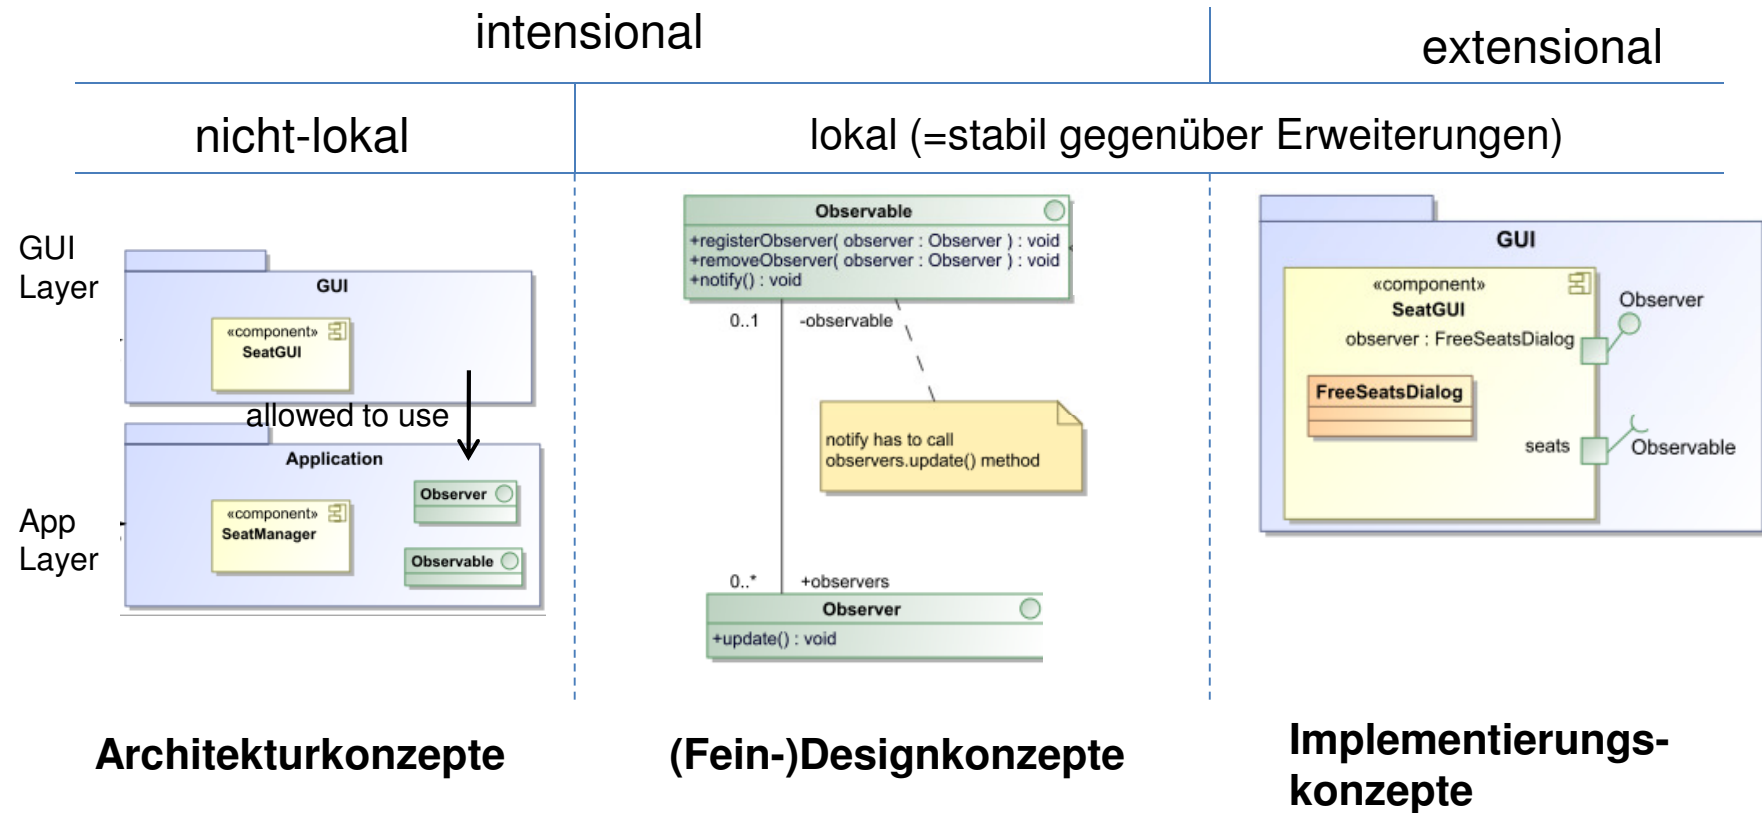 intensional
extensional
nicht-lokal
lokal (=stabil gegenüber Erweiterungen)
GUI
Layer
GUI
«component»
SeatGUI
allowed to use
App
Layer
Application
«component»
SeatManager
Observer
Observable
Observable
+registerObserver( observer : Observer ) : void
+removeObserver( observer : Observer ) : void
+notify() : void
0..1
-observable
notify has to call
observers.update() method
0..*
+observers
Observer
+update() : void
GUI
«component»
SeatGUI
observer : FreeSeatsDialog
Observer
FreeSeatsDialog
seats
Observable
Architekturkonzepte
(Fein-)Designkonzepte
Implementierungs-
konzepte